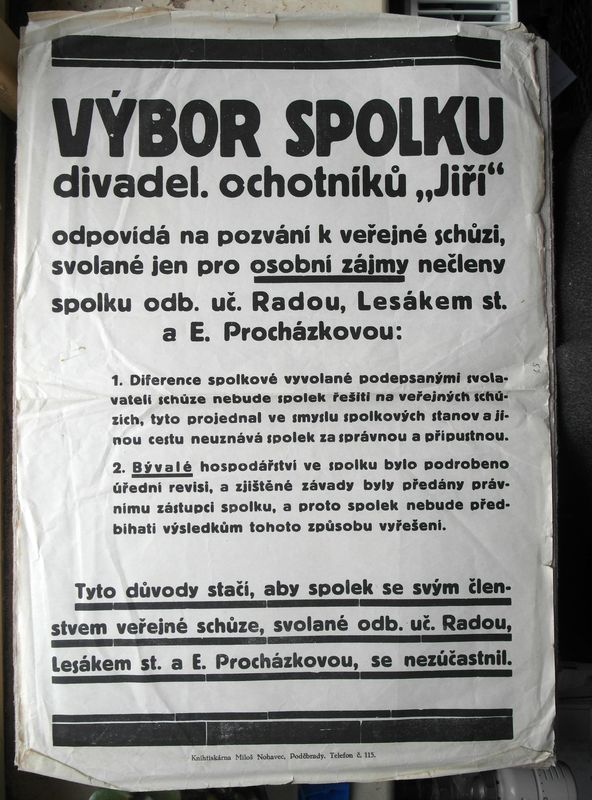 VÝBOR SPOLKU
divadel. ochotníků „Jiří“
odpovídá na pozvání k veřejné schůzi,
svolané jen pro osobní zájmy nečleny
spolku odb. uč. Radou, Lesákem st.
a E. Procházkovou:
1. Diference spolkové vyvolané podepsanými svola-
vateli schůze nebude spolek řešiti na veřejných schů-
zích, tyto projednal ve smyslu spolkových stanov a ji-
nou cestu neuznává spolek za správnou a přípustnou.
2. Bývalé hospodářství ve spolku bylo podrobeno
úřední revisi, a zjištěné závady byly předány práv-
nímu zástupci spolku, a proto spolek nebude před-
bíhati výsledkům tohoto způsobu vyřešení.
Tyto důvody stačí, aby spolek se svým člen-
stvem veřejné schůze, svolané odb. uč. Radou,
Lesákem st. a E. Procházkovou, se nezúčastnil.
Knihtiskárna Miloš Nohavec, Poděbrady. Telefon č. 115.